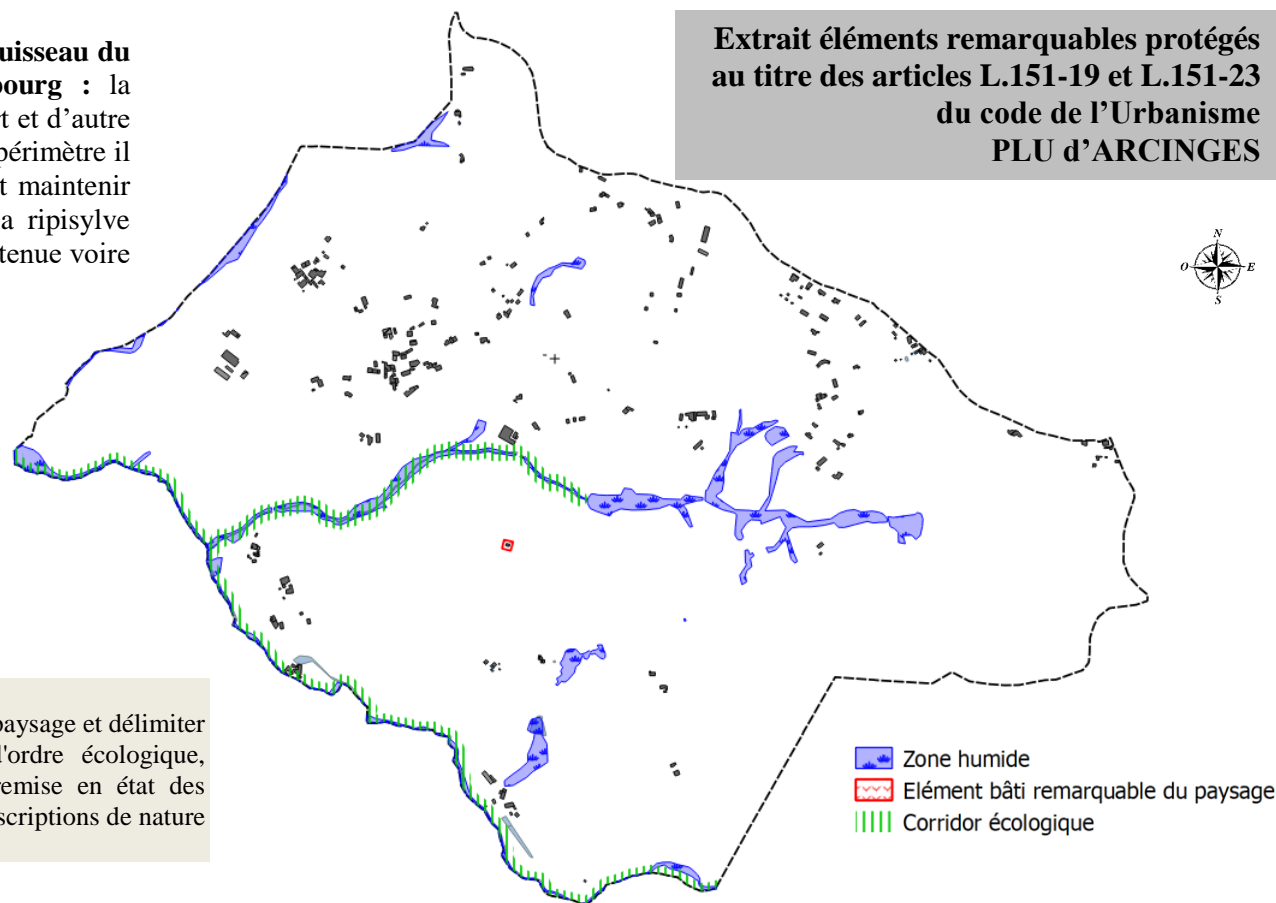 uisseau du
bourg : la
rt et d'autre
périmètre il
t maintenir
a ripisylve
tenue voire
Extrait éléments remarquables protégés
au titre des articles L.151-19 et L.151-23
du code de l'Urbanisme
PLU d'ARCINGES
N
O E
S
paysage et délimiter
l'ordre écologique,
remise en état des
scriptions de nature
Zone humide
Elément bâti remarquable du paysage
Corridor écologique